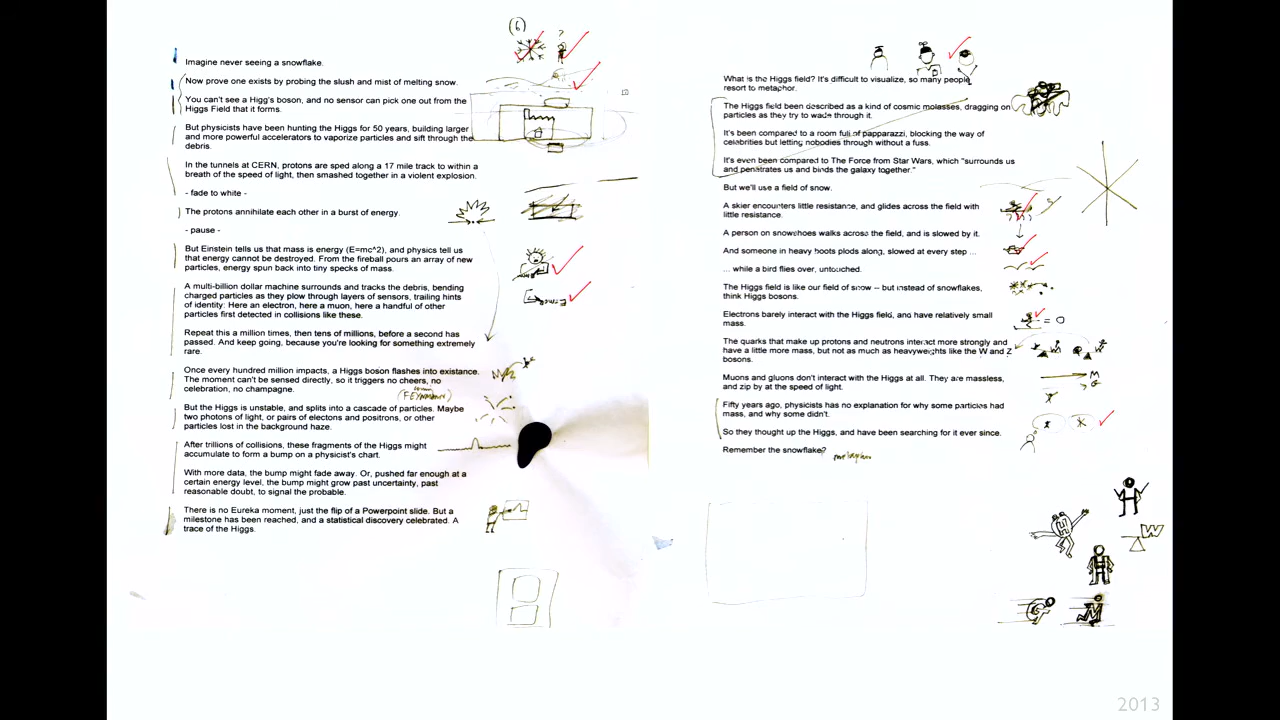 (6)
Imagine never seeing a snowflake.
Now prove one exists by probing the slush and mist of melting snow.
You can't see a Higg's boson, and no sensor can pick one out from the
Higgs Field that it forms.
But physicists have been hunting the Higgs for 50 years, building larger
and more powerful accelerators to vaporize particles and sift through the
debris.
In the tunnels at CERN, protons are sped along a 17 mile track to within a
breath of the speed of light, then smashed together in a violent explosion.
- fade to white -
The protons annihilate each other in a burst of energy.
- pause -
But Einstein tells us that mass is energy (E=mc^2), and physics tell us
that energy cannot be destroyed. From the fireball pours an array of new
particles, energy spun back into tiny specks of mass.
A multi-billion dollar machine surrounds and tracks the debris, bending
charged particles as they plow through layers of sensors, trailing hints
of identity: Here an electron, here a muon, here a handful of other
particles first detected in collisions like these.
Repeat this a million times, then tens of millions, before a second has
passed. And keep going, because you're looking for something extremely
rare.
Once every hundred million impacts, a Higgs boson flashes into existance.
The moment can't be sensed directly, so it triggers no cheers, no
celebration, no champagne.
But the Higgs is unstable, and splits into a cascade of particles. Maybe
two photons of light, or pairs of electons and positrons, or other
particles lost in the background haze.
After trillions of collisions, these fragments of the Higgs might
accumulate to form a bump on a physicist's chart.
With more data, the bump might fade away. Or, pushed far enough at a
certain energy level, the bump might grow past uncertainty, past
reasonable doubt, to signal the probable.
There is no Eureka moment, just the flip of a Powerpoint slide. But a
milestone has been reached, and a statistical discovery celebrated. A
trace of the Higgs.
What is the Higgs field? It's difficult to visualize, so many people
resort to metaphor.
The Higgs field been described as a kind of cosmic molasses, dragging on
particles as they try to wade through it.
It's been compared to a room full of papparazzi, blocking the way of
celebrities but letting nobodies through without a fuss.
It's even been compared to The Force from Star Wars, which "surrounds us
and penetrates us and binds the galaxy together."
But we'll use a field of snow.
A skier encounters little resistance, and glides across the field with
little resistance.
A person on snowshoes walks across the field, and is slowed by it.
And someone in heavy boots plods along, slowed at every step ...
... while a bird flies over, untouched.
The Higgs field is like our field of snow -- but instead of snowflakes,
think Higgs bosons.
Electrons barely interact with the Higgs field, and have relatively small
mass.
= 0
The quarks that make up protons and neutrons interact more strongly and
have a little more mass, but not as much as heavyweights like the W and Z
bosons.
Muons and gluons don't interact with the Higgs at all. They are massless,
and zip by at the speed of light.
M
G
Fifty years ago, physicists has no explanation for why some particles had
mass, and why some didn't.
So they thought up the Higgs, and have been searching for it ever since.
Remember the snowflake?
H
W
G
M
2013